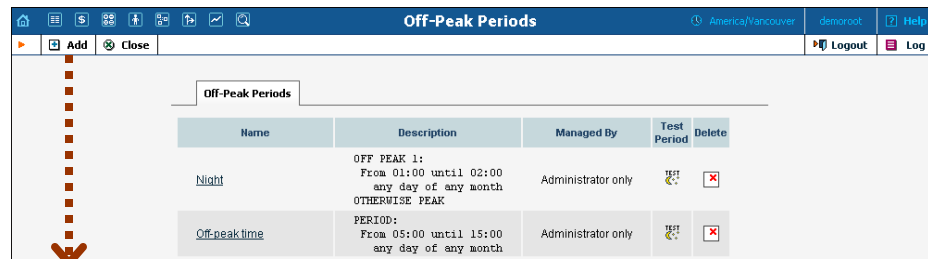 Off-Peak Periods America/Vancouver demoroot ? Help
Add Close Logout Log
Off-Peak Periods
Name Description Managed By Test Period Delete
OFF PEAK 1:
From 01:00 until 02:00
Night any day of any month Administrator only TEST
OTHERWISE PEAK
PERIOD:
Off-peak time From 05:00 until 15:00 Administrator only TEST
any day of any month